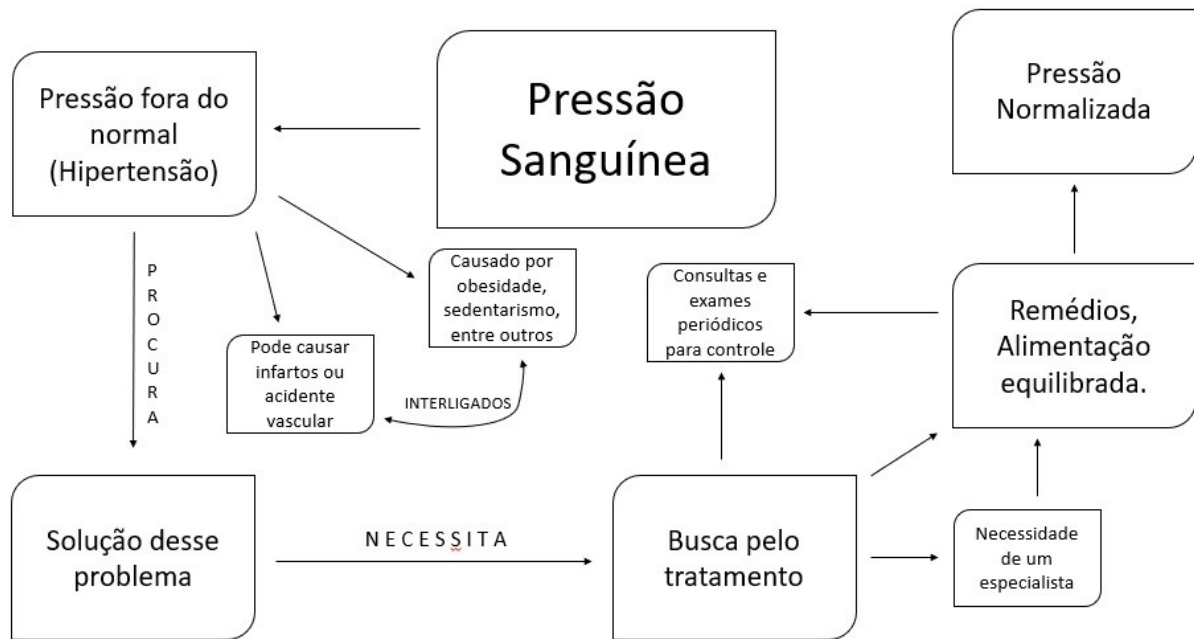 Pressão fora do
normal
(Hipertensão)
Pressão
Sanguínea
Pressão
Normalizada
PROCURA
Causado por
obesidade,
sedentarismo,
entre outros
Pode causar
infartos ou
acidente
vascular
INTERLIGADOS
Consultas e
exames
periódicos
para controle
Remédios,
Alimentação
equilibrada.
Solução desse
problema
NECESSITA
Busca pelo
tratamento
Necessidade
de um
especialista